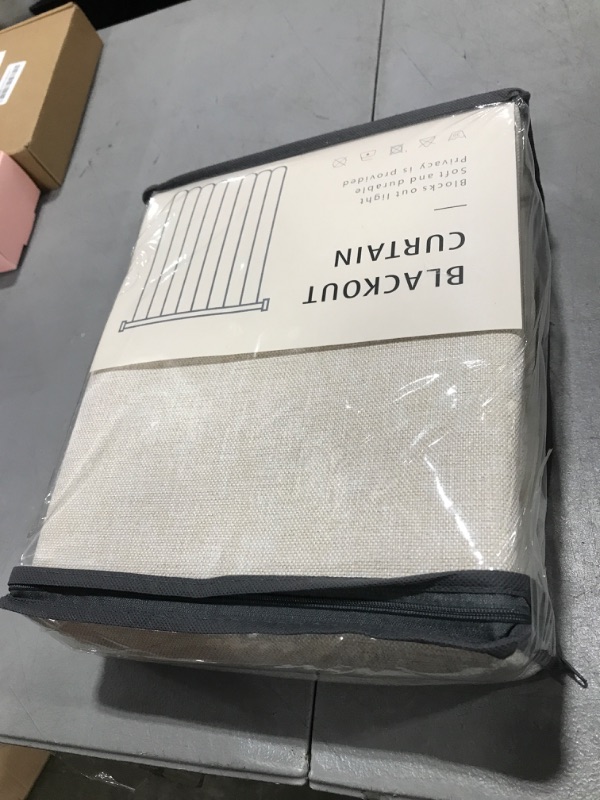 BLACKOUT
CURTAIN
Blocks out light
Soft and durable
Privacy is provided